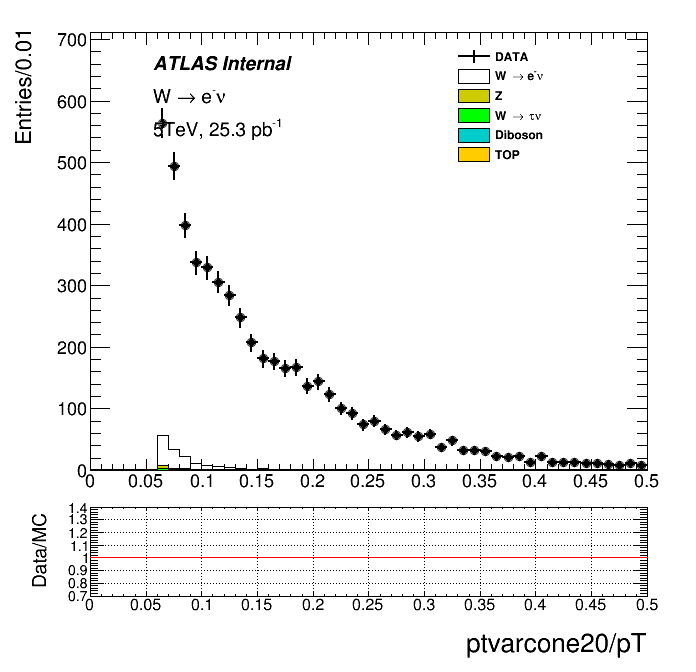 Entries/0.01
700
600
500
400
300
200
100
0
ATLAS Internal
W → e⁻ν
5TeV, 25.3 pb⁻¹
DATA
W → e⁻ν
Z
W → τν
Diboson
TOP
0 0.05 0.1 0.15 0.2 0.25 0.3 0.35 0.4 0.45 0.5
Data/MC
1.4
1.3
1.2
1.1
1
0.9
0.8
0.7
0 0.05 0.1 0.15 0.2 0.25 0.3 0.35 0.4 0.45 0.5
ptvarcone20/pT